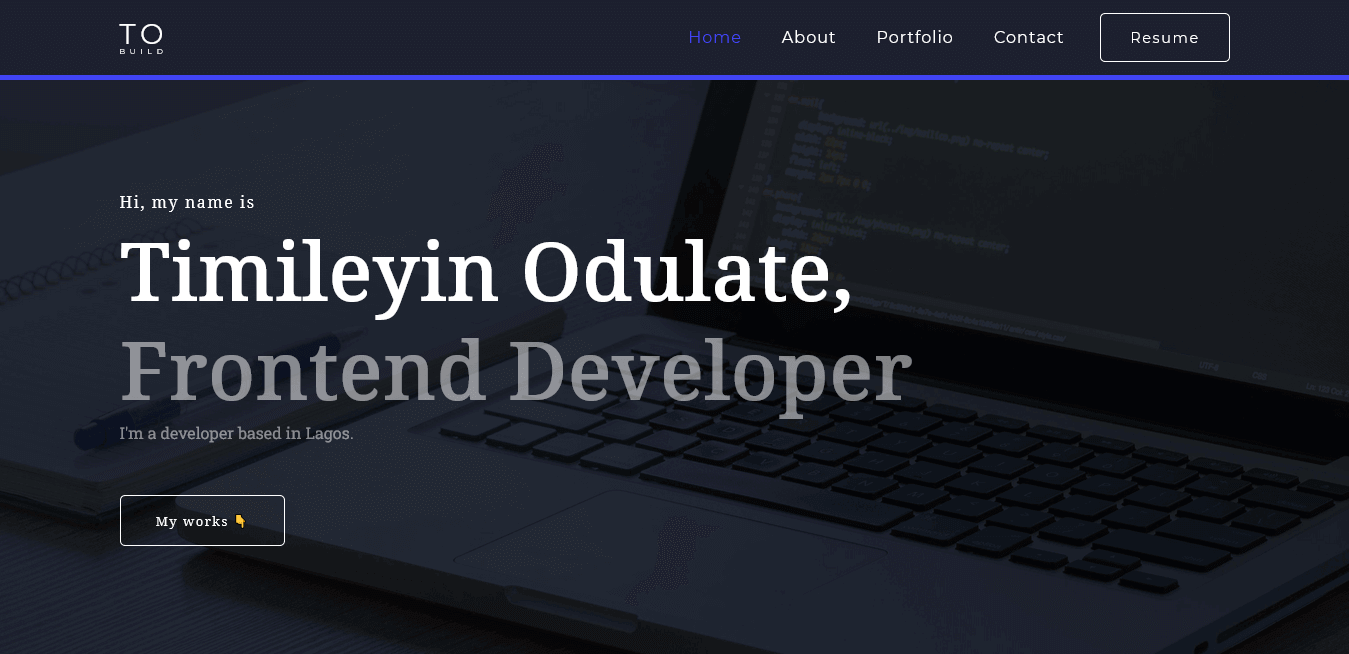 TO
BUILD
Home
About
Portfolio
Contact
Resume
Hi, my name is
Timileyin Odulate,
Frontend Developer
I'm a developer based in Lagos.
My works 👇